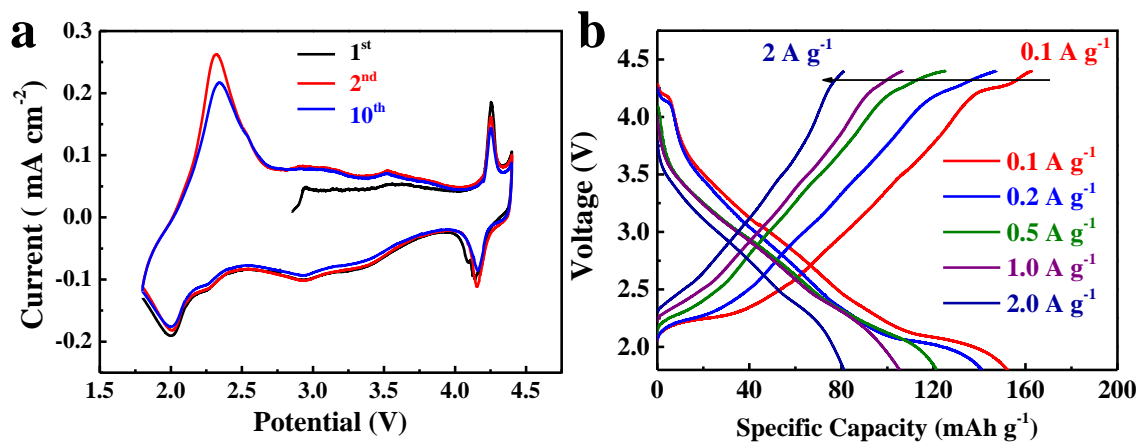 a
0.3
0.2
0.1
0.0
-0.1
-0.2
1.5 2.0 2.5 3.0 3.5 4.0 4.5
Current ( mA cm⁻²)
Potential (V)
1ˢᵗ
2ⁿᵈ
10ᵗʰ
b
4.5
4.0
3.5
3.0
2.5
2.0
0 40 80 120 160 200
Voltage (V)
Specific Capacity (mAh g⁻¹)
2 A g⁻¹ 0.1 A g⁻¹
0.1 A g⁻¹
0.2 A g⁻¹
0.5 A g⁻¹
1.0 A g⁻¹
2.0 A g⁻¹